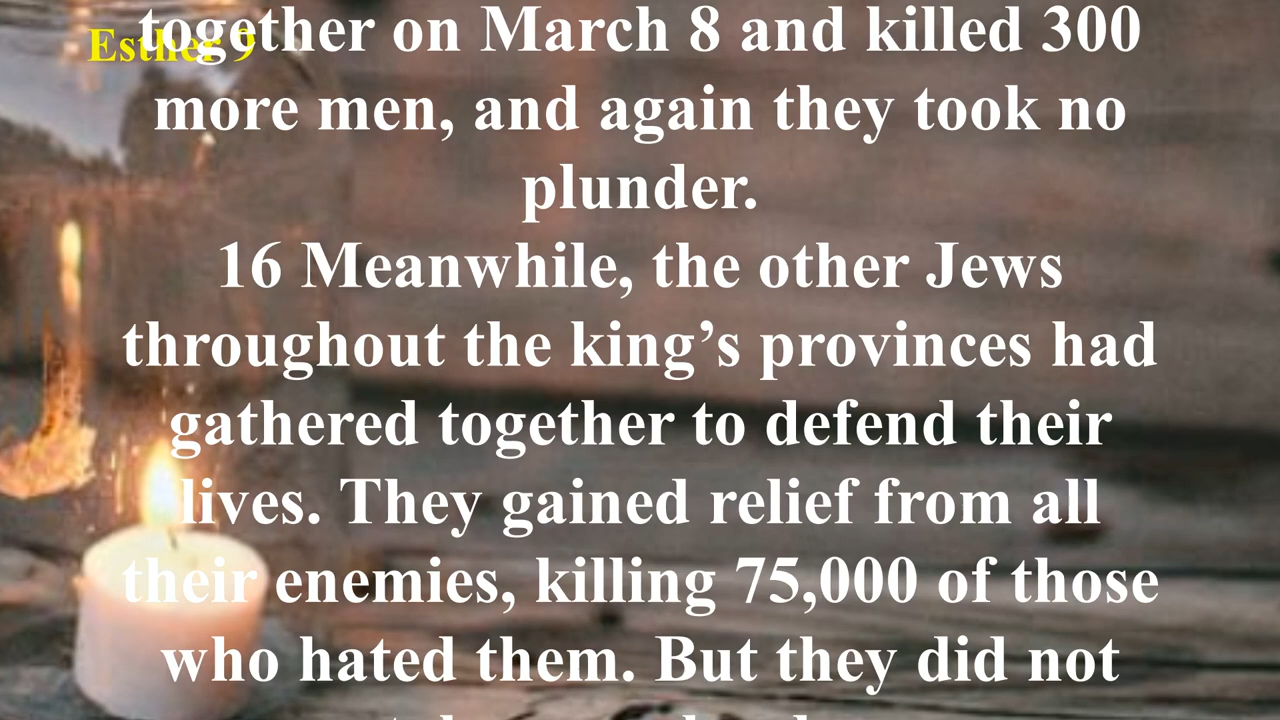 Esther 9
together on March 8 and killed 300
more men, and again they took no
plunder.
16 Meanwhile, the other Jews
throughout the king’s provinces had
gathered together to defend their
lives. They gained relief from all
their enemies, killing 75,000 of those
who hated them. But they did not